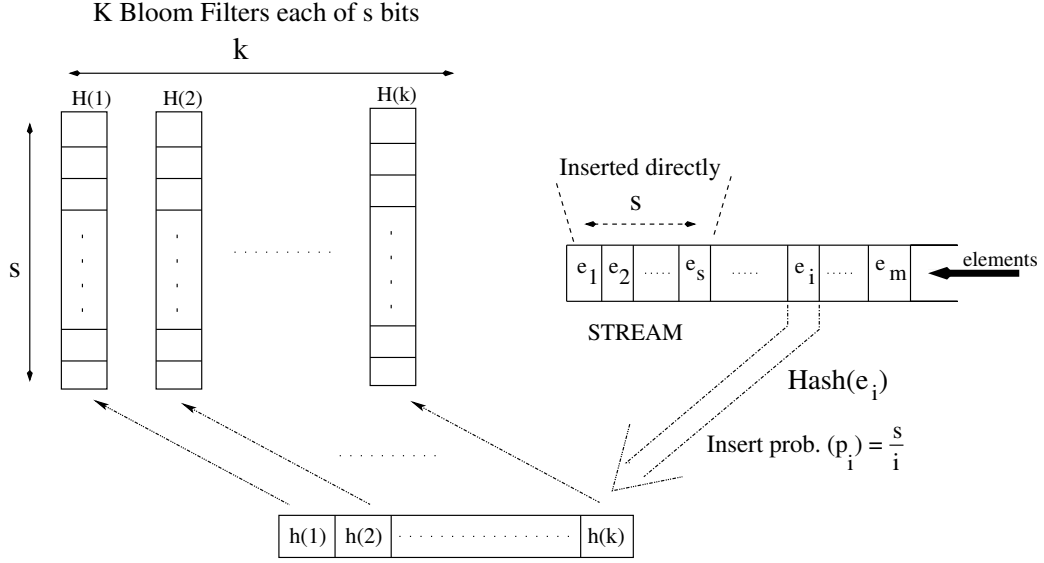 K Bloom Filters each of s bits
k
H(1) H(2) H(k)
s
Inserted directly
s
e1 e2 ..... es ..... ei ..... em
elements
STREAM
Hash(ei)
Insert prob. (pi) = s/i
h(1) h(2) h(k)